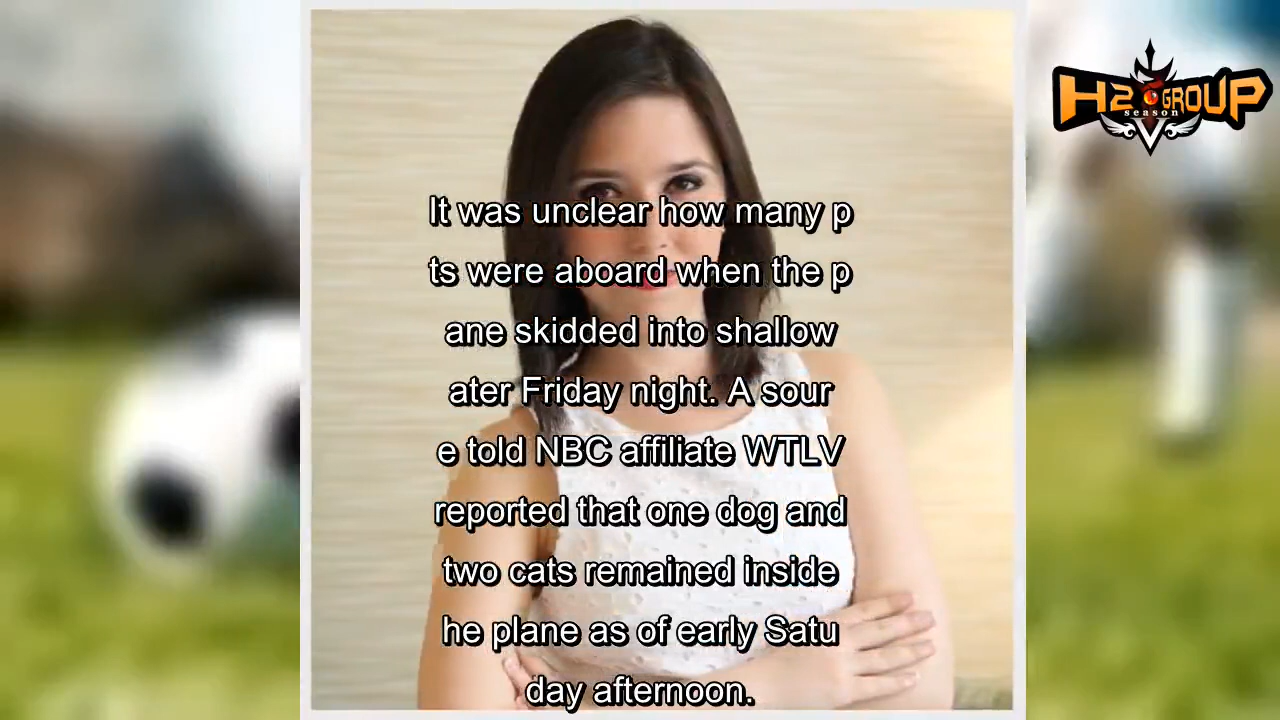 H2 GROUP
season
It was unclear how many p
ts were aboard when the p
ane skidded into shallow
ater Friday night. A sour
e told NBC affiliate WTLV
reported that one dog and
two cats remained inside
he plane as of early Satu
day afternoon.